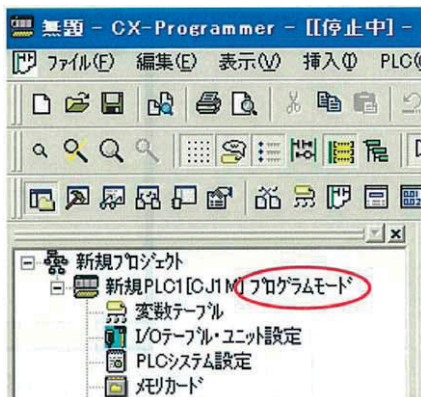 無題 - CX-Programmer - [[停止中] -
ファイル(F) 編集(E) 表示(V) 挿入(I) PLC(
新規プロジェクト
新規PLC1[CJ1M] プログラムモード
変数テーブル
I/Oテーブル・ユニット設定
PLCシステム設定
メモリカード